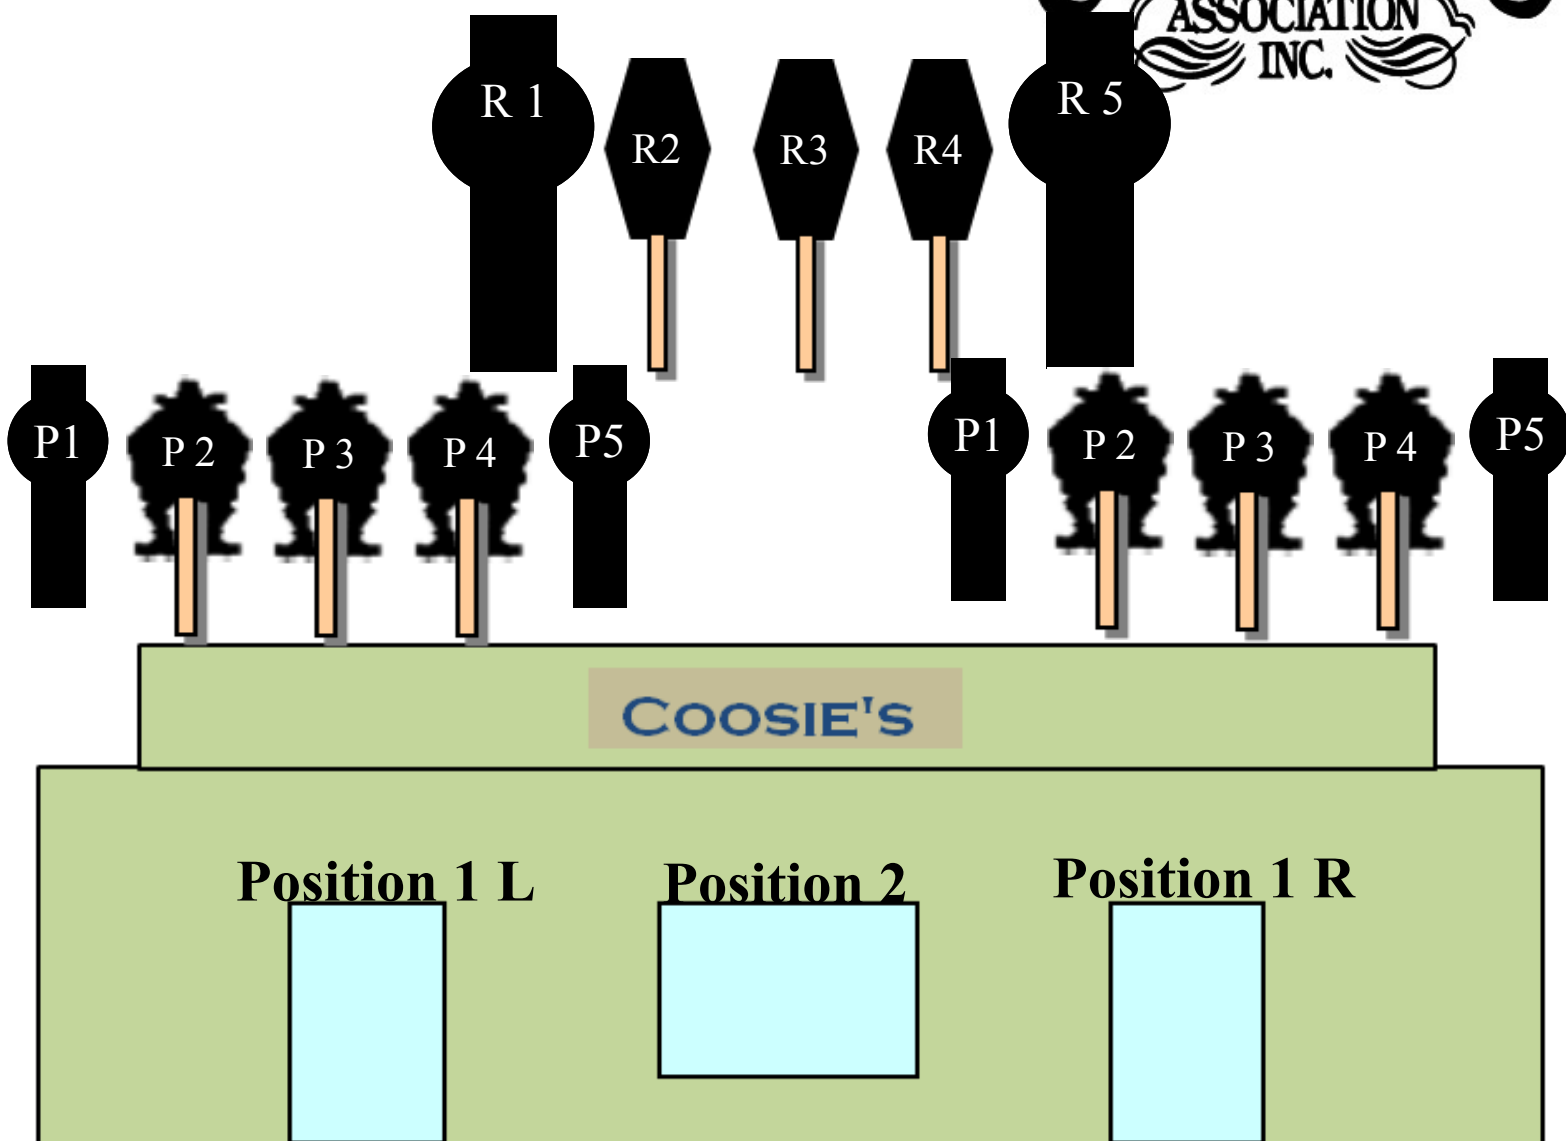 ASSOCIATION
INC.
R 1
R2
R3
R4
R 5
P1
P 2
P 3
P 4
P5
P1
P 2
P 3
P 4
P5
COOSIE'S
Position 1 L
Position 2
Position 1 R